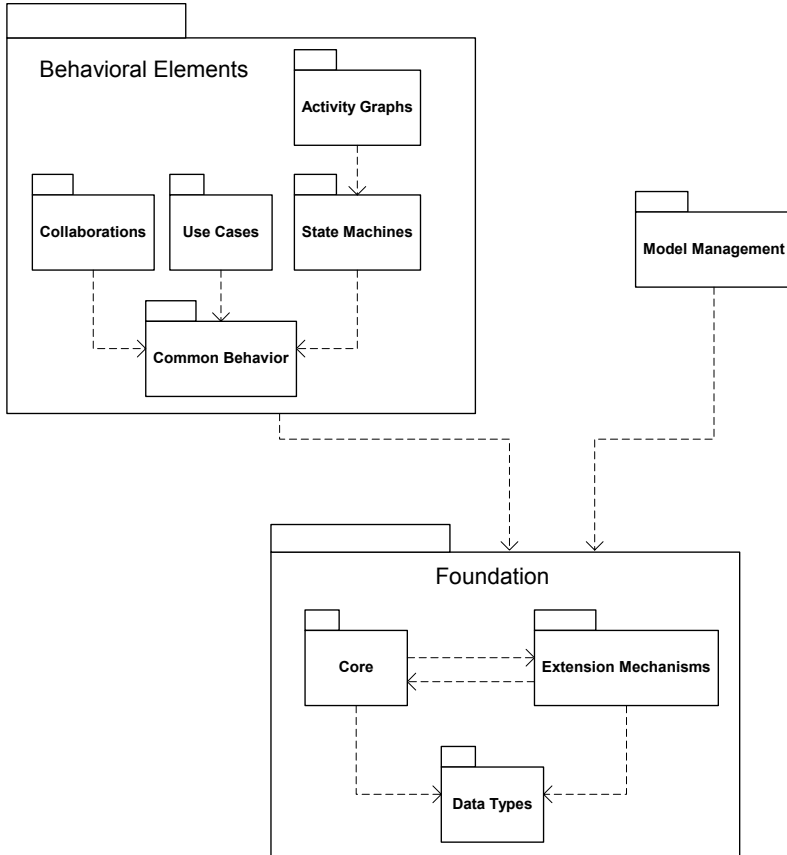 Behavioral Elements
Activity Graphs
Collaborations
Use Cases
State Machines
Model Management
Common Behavior
Foundation
Core
Extension Mechanisms
Data Types